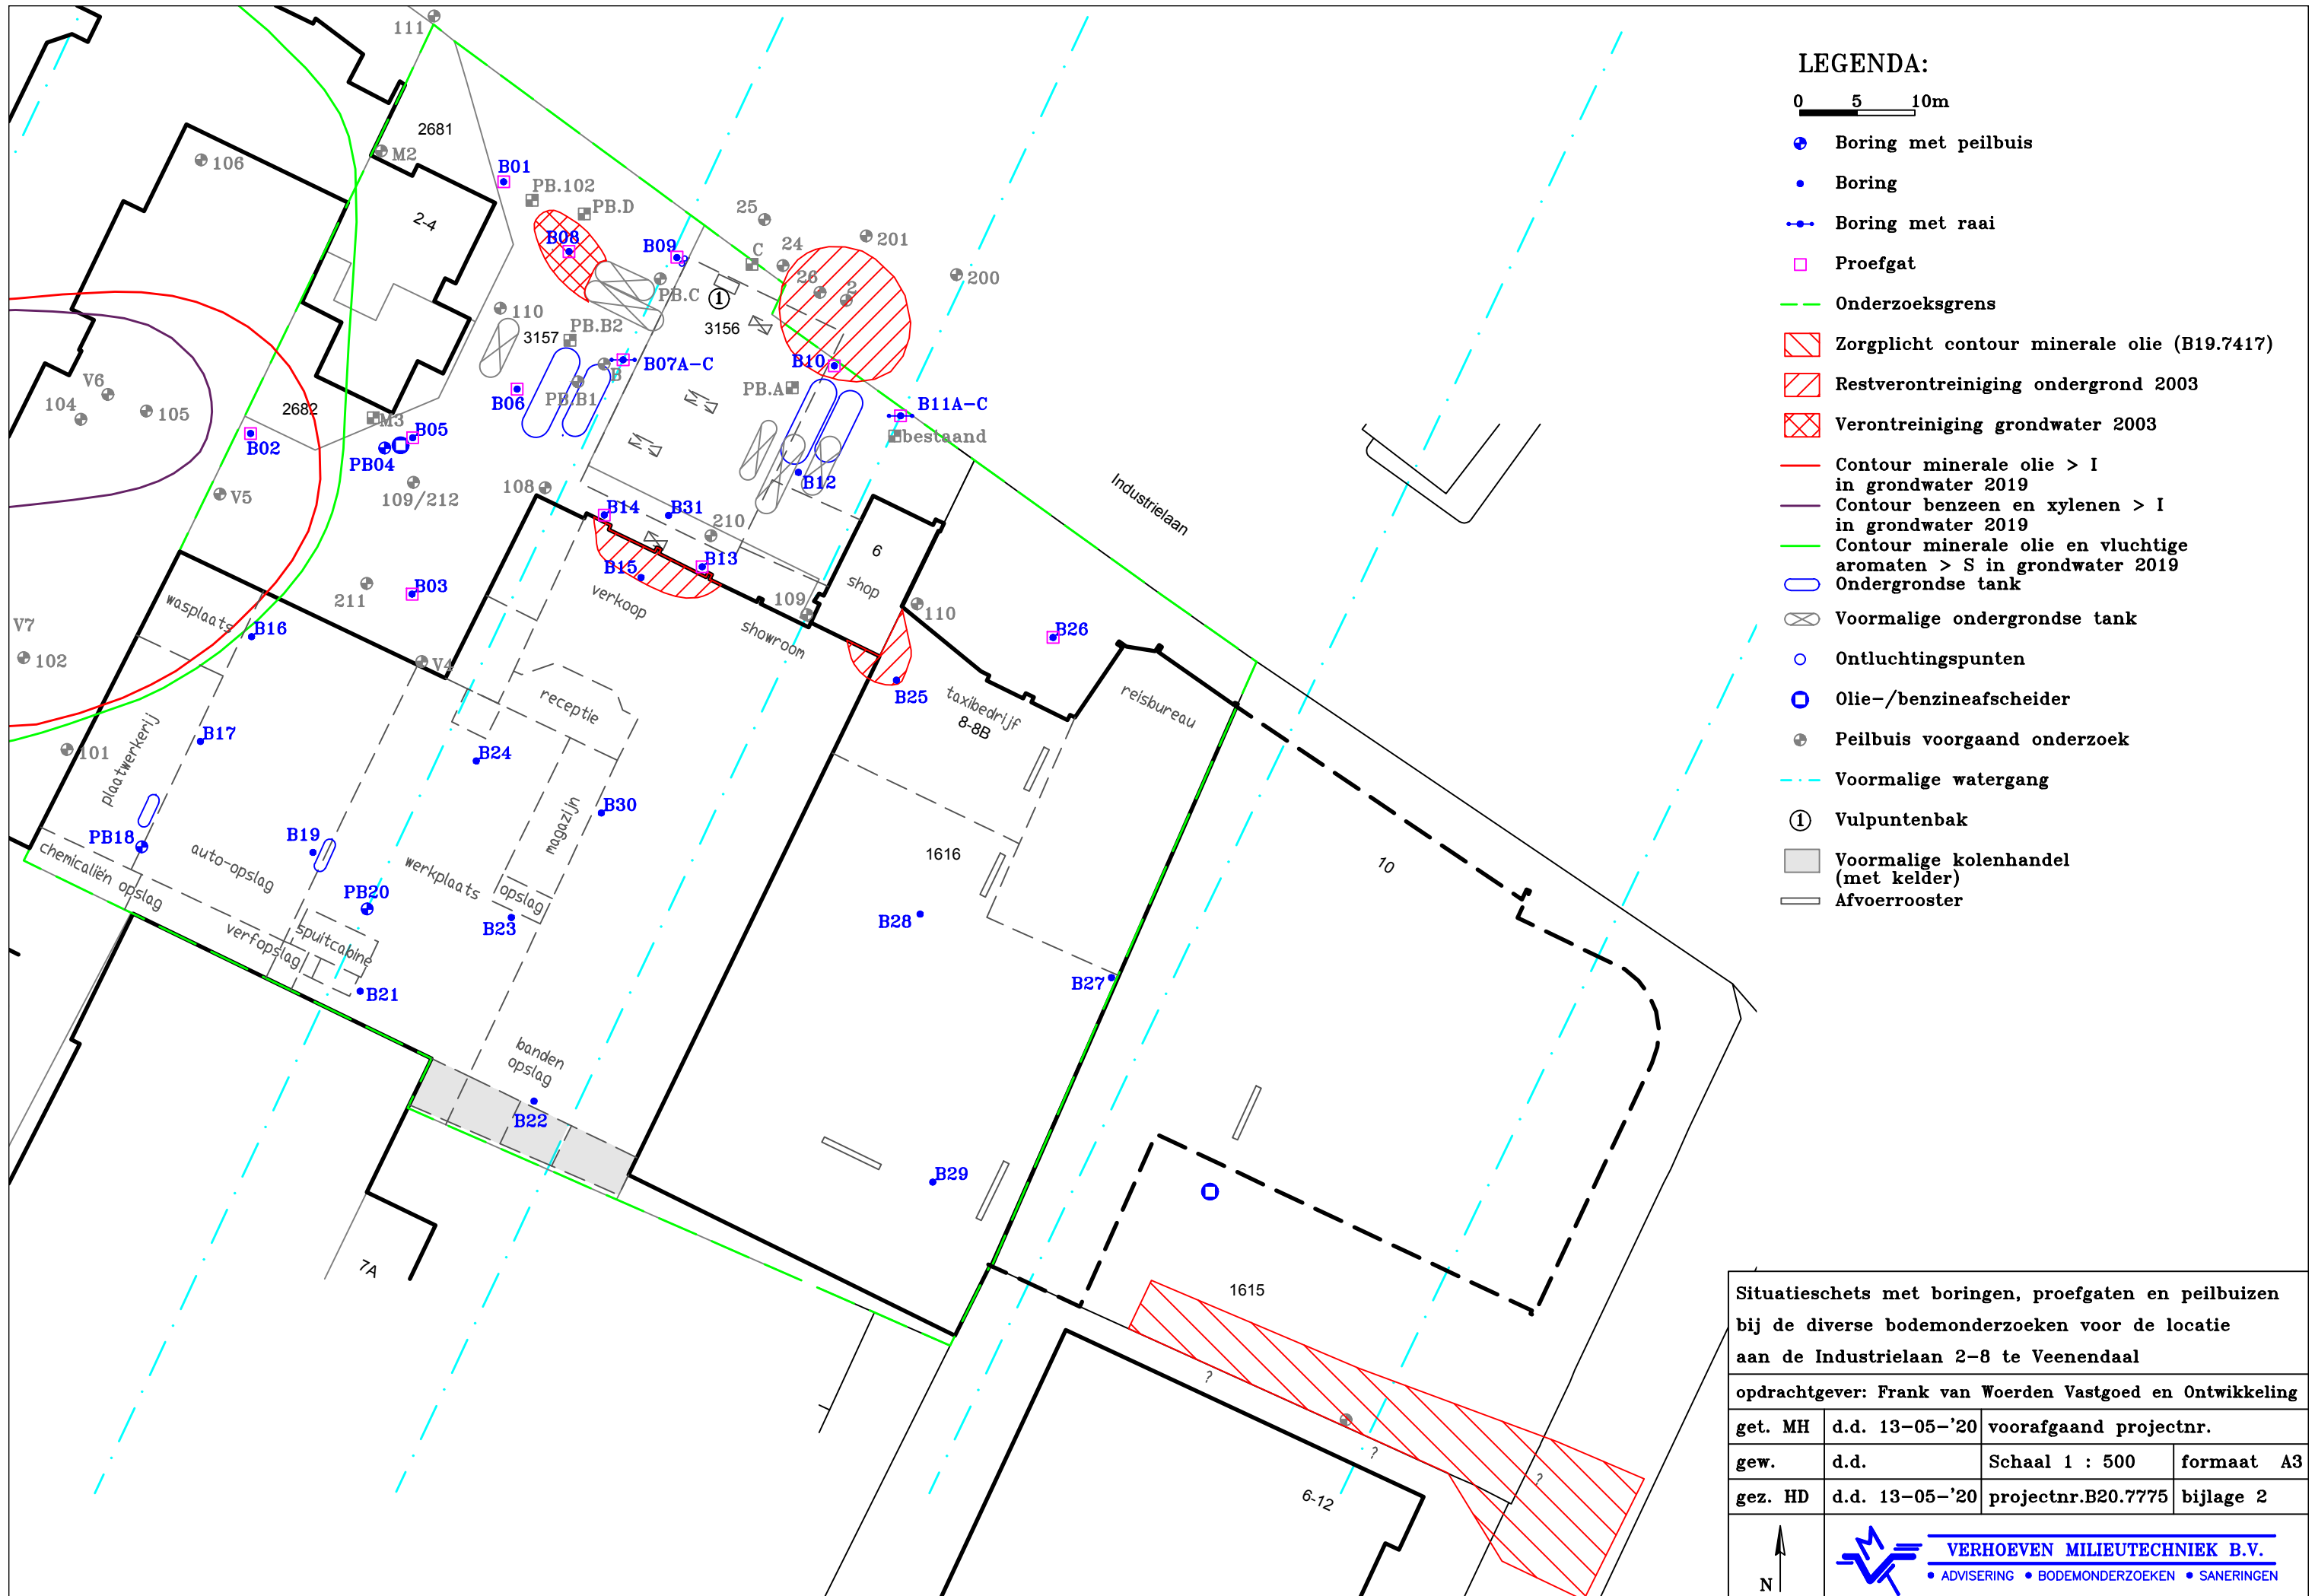 111
2681
M2
106
B01
PB.102
PB.D
2-4
B08
B09
25
24
C
201
26
2
200
PB.C
1
3156
110
PB.B2
3157
B07A-C
B
B10
PB.A
PB.B1
B06
B11A-C
bestaand
V6
104
105
2682
M3
B05
B02
PB04
109/212
V5
108
B12
B14
B31
210
Industrielaan
B13
B15
6
shop
verkoop
showroom
109
110
B26
211
B03
wasplaats
B16
V7
102
V4
B25
taxibedrijf
8-8B
reisbureau
receptie
plaatwerkerij
B17
101
B24
magazijn
B30
PB18
B19
chemicaliën opslag
auto-opslag
PB20
werkplaats
opslag
B23
verfopslag
spuitcabine
B21
1616
10
B28
B27
banden
opslag
B22
B29
7A
1615
?
?
?
6-12
LEGENDA:
0 5 10m
Boring met peilbuis
Boring
Boring met raai
Proefgat
Onderzoeksgrens
Zorgplicht contour minerale olie (B19.7417)
Restverontreiniging ondergrond 2003
Verontreiniging grondwater 2003
Contour minerale olie > I
in grondwater 2019
Contour benzeen en xylenen > I
in grondwater 2019
Contour minerale olie en vluchtige
aromaten > S in grondwater 2019
Ondergrondse tank
Voormalige ondergrondse tank
Ontluchtingspunten
Olie-/benzineafscheider
Peilbuis voorgaand onderzoek
Voormalige watergang
1 Vulpuntenbak
Voormalige kolenhandel
(met kelder)
Afvoerrooster
Situatieschets met boringen, proefgaten en peilbuizen
bij de diverse bodemonderzoeken voor de locatie
aan de Industrielaan 2-8 te Veenendaal
opdrachtgever: Frank van Woerden Vastgoed en Ontwikkeling
get. MH d.d. 13-05-'20 voorafgaand projectnr.
gew. d.d. Schaal 1 : 500 formaat A3
gez. HD d.d. 13-05-'20 projectnr.B20.7775 bijlage 2
N
VERHOEVEN MILIEUTECHNIEK B.V.
• ADVISERING • BODEMONDERZOEKEN • SANERINGEN